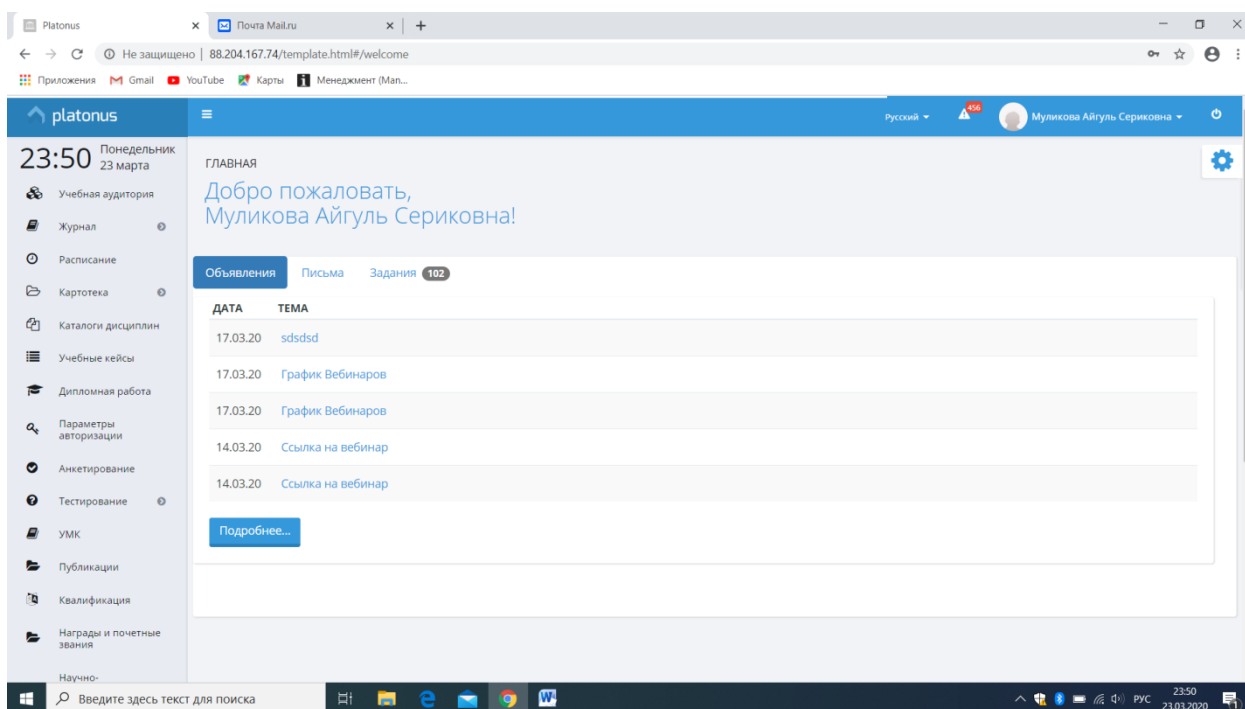 Platonus
Почта Mail.ru
Не защищено | 88.204.167.74/template.html#/welcome
Приложения Gmail YouTube Карты Менеджмент (Man...
platonus
Русский
456
Муликова Айгуль Сериковна
23:50 Понедельник
23 марта
Учебная аудитория
Журнал
Расписание
Картотека
Каталоги дисциплин
Учебные кейсы
Дипломная работа
Параметры
авторизации
Анкетирование
Тестирование
УМК
Публикации
Квалификация
Награды и почетные
звания
Научно-
ГЛАВНАЯ
Добро пожаловать,
Муликова Айгуль Сериковна!
Объявления Письма Задания 102
ДАТА ТЕМА
17.03.20 sdsdsd
17.03.20 График Вебинаров
17.03.20 График Вебинаров
14.03.20 Ссылка на вебинар
14.03.20 Ссылка на вебинар
Подробнее...
Введите здесь текст для поиска
РУС
23:50
23.03.2020